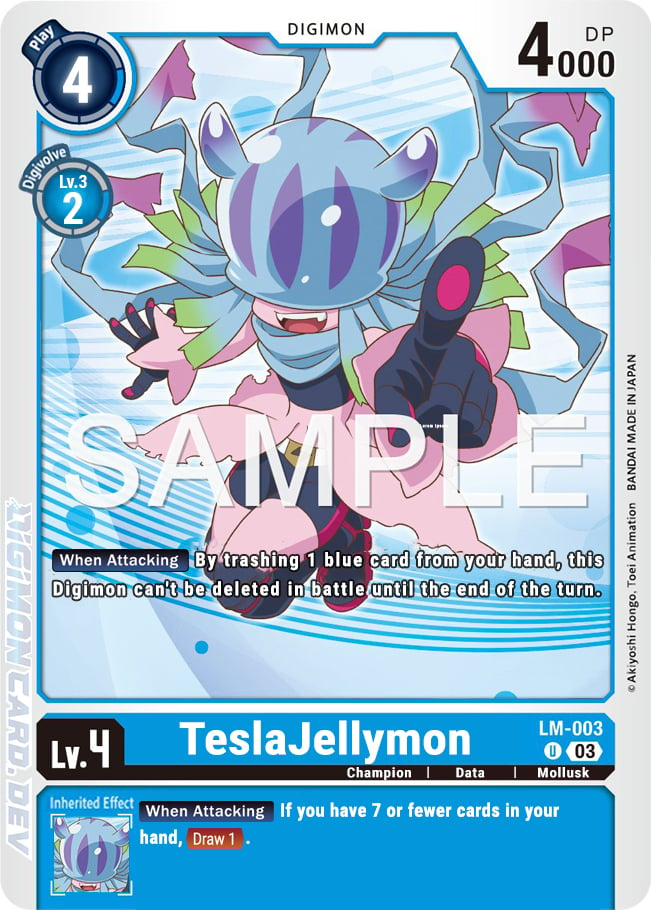 DIGIMON
Play
4
4000
DP
Digivolve
Lv.3
2
SAMPLE
Lorem Ipsu
When Attacking By trashing 1 blue card from your hand, this
Digimon can't be deleted in battle until the end of the turn.
© Akiyoshi Hongo, Toei Animation BANDAI MADE IN JAPAN
DIGIMONCARD.DEV
Lv.4
TeslaJellymon
LM-003
U 03
Champion | Data | Mollusk
Inherited Effect
When Attacking If you have 7 or fewer cards in your
hand, Draw 1 .